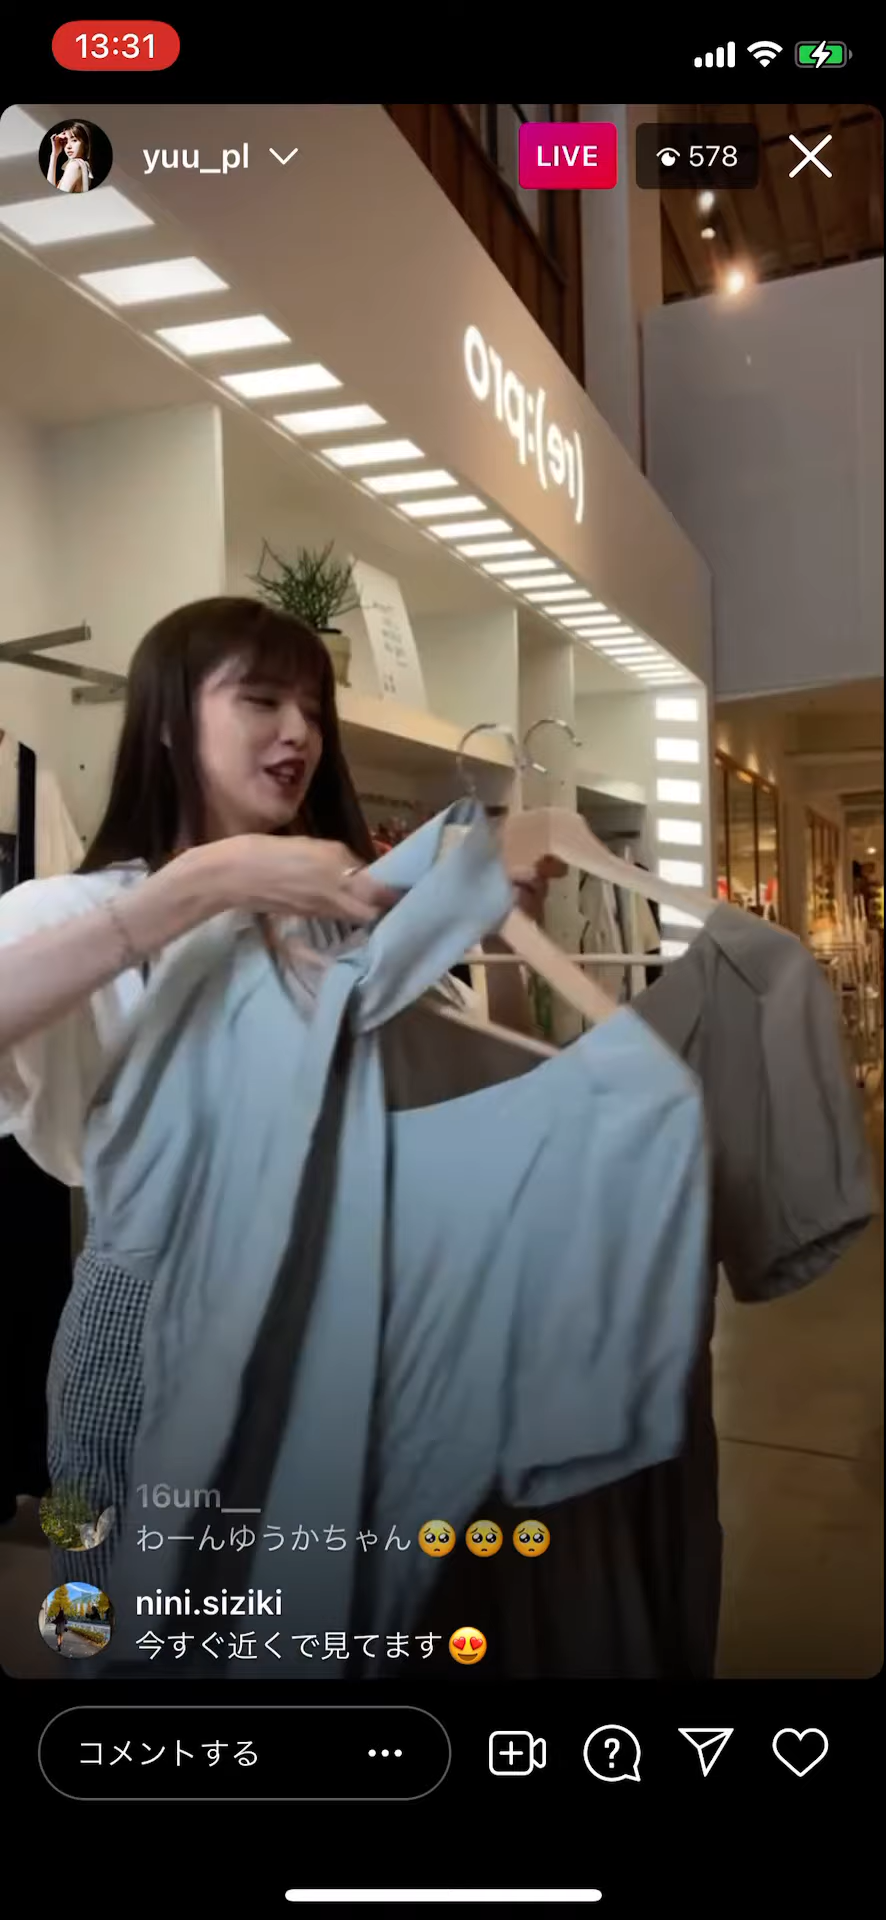 13:31
yuu_pl
LIVE
578
(re):pro
16um__
わーんゆうかちゃん🥺🥺🥺
nini.siziki
今すぐ近くで見てます😍
コメントする